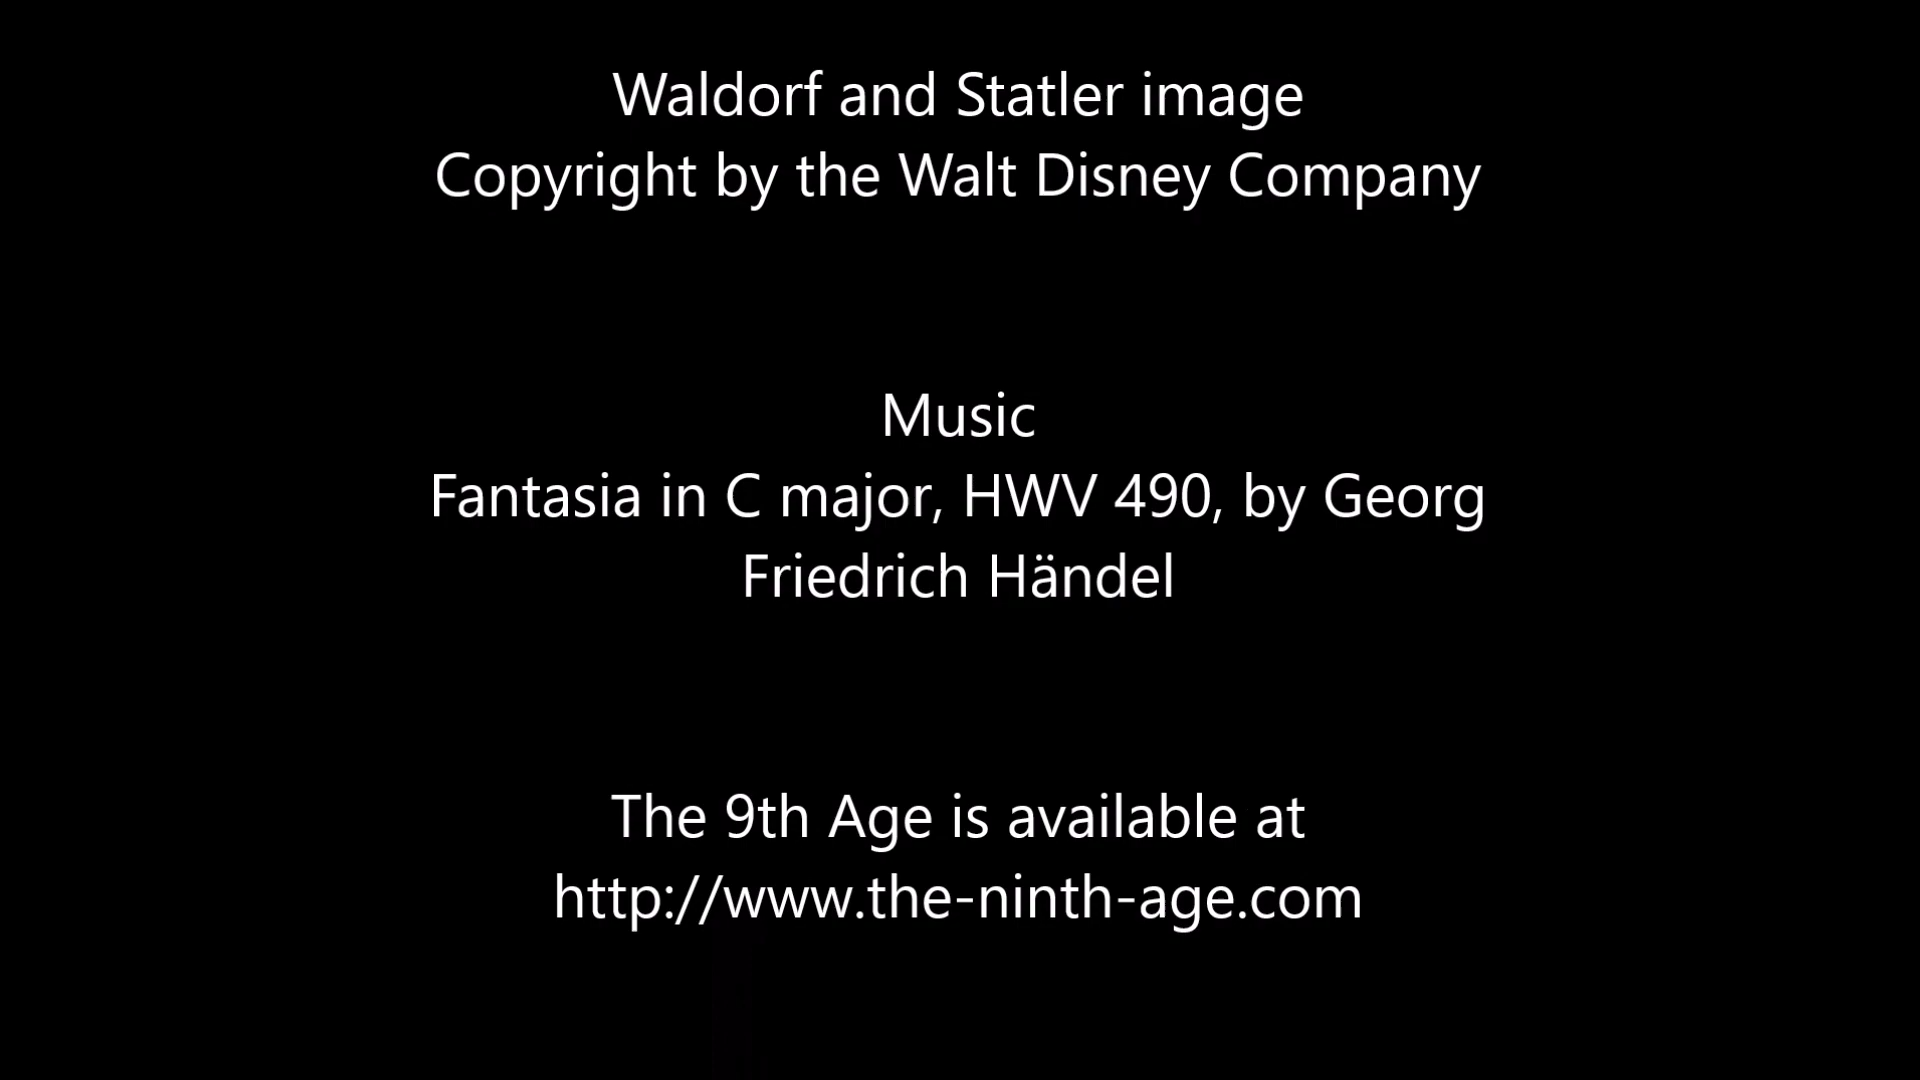 Waldorf and Statler image
Copyright by the Walt Disney Company
Music
Fantasia in C major, HWV 490, by Georg
Friedrich Händel
The 9th Age is available at
http://www.the-ninth-age.com